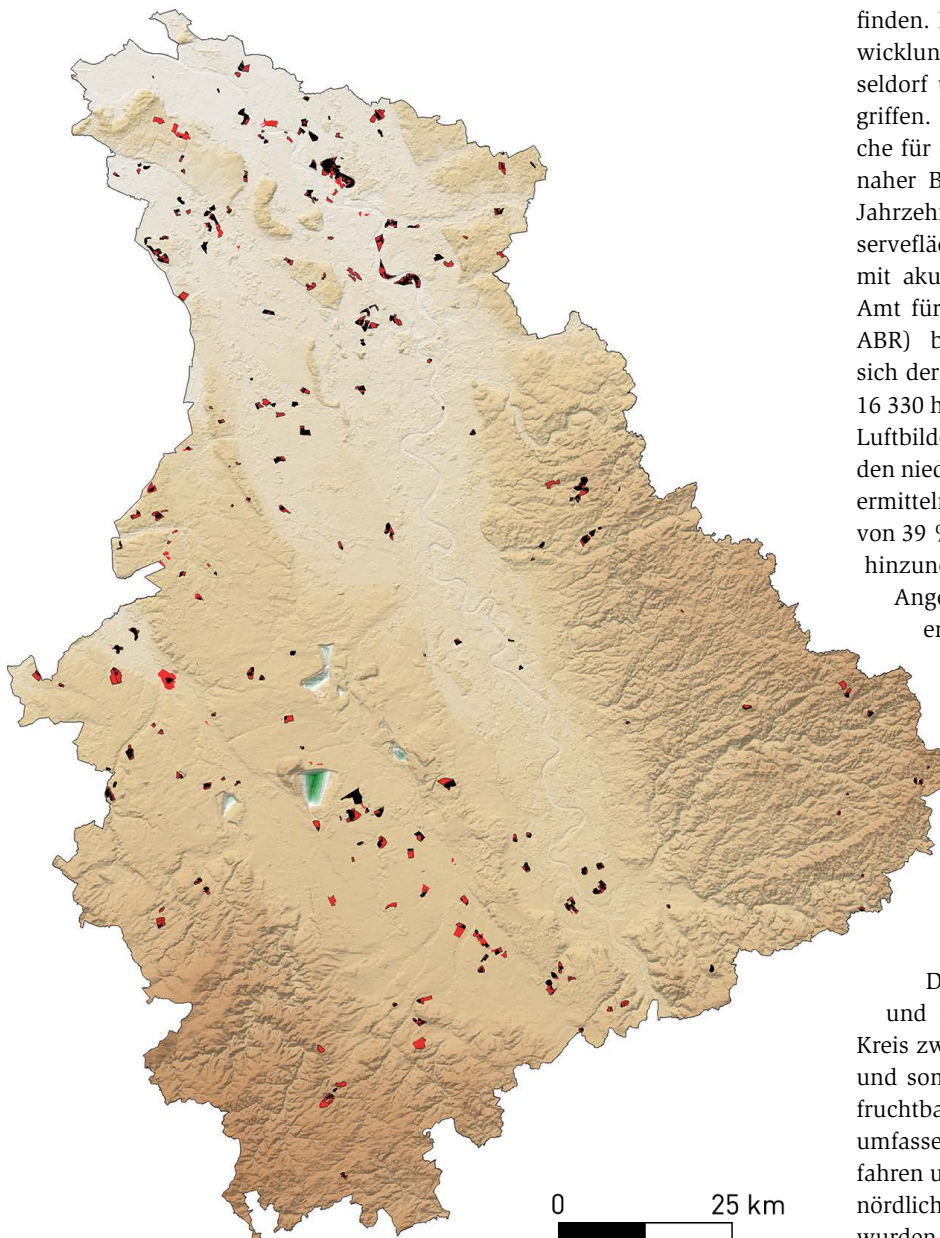 finden.
wicklun
seldorf
griffen.
che für
naher B
Jahrzeh
serveflä
mit aku
Amt für
ABR) b
sich der
16 330 h
Luftbild
den nied
ermitteln
von 39 %
hinzun
Ange
er
D
und
Kreis zw
und son
fruchtba
umfasse
fahren u
nördlich
wurden
0 25 km